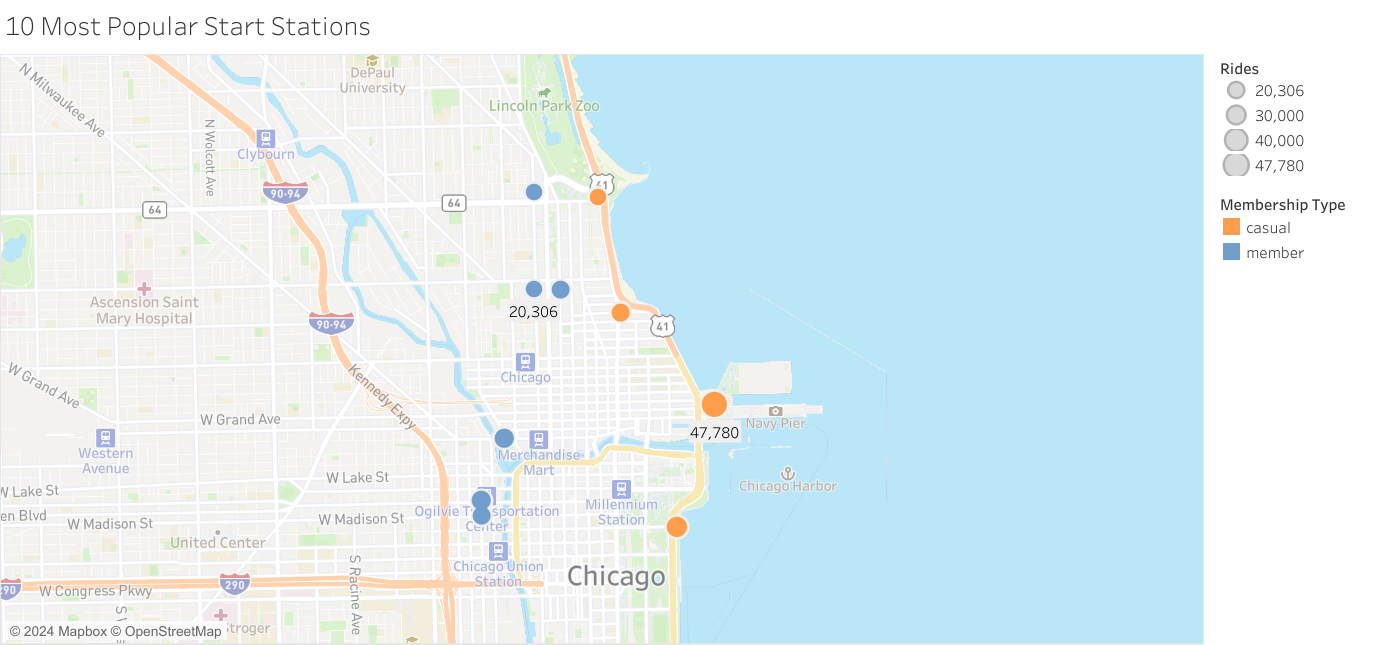 10 Most Popular Start Stations
N Milwaukee Ave
DePaul
University
Lincoln Park Zoo
N Wolcott Ave
Clybourn
90-94
64
64
41
Ascension Saint
Mary Hospital
20,306
90-94
41
Chicago
W Grand Ave
Kennedy Expy
W Grand Ave
47,780
Navy Pier
Western
Avenue
Merchandise
Mart
W Lake St
W Lake St
Chicago Harbor
en Blvd
W Madison St
W Madison St
Ogilvie T sportation
Center
Millennium
Station
United Center
Chicago Union
Station
S Racine Ave
Chicago
290
290
W Congress Pkwy
Stroger
© 2024 Mapbox © OpenStreetMap
Rides
20,306
30,000
40,000
47,780
Membership Type
casual
member